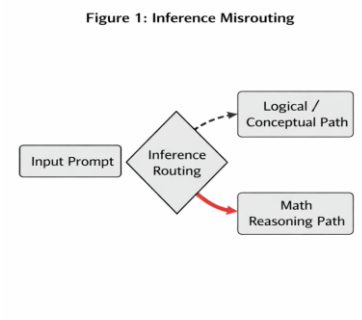 Figure 1: Inference Misrouting
Logical /
Conceptual Path
Input Prompt
Inference
Routing
Math
Reasoning Path